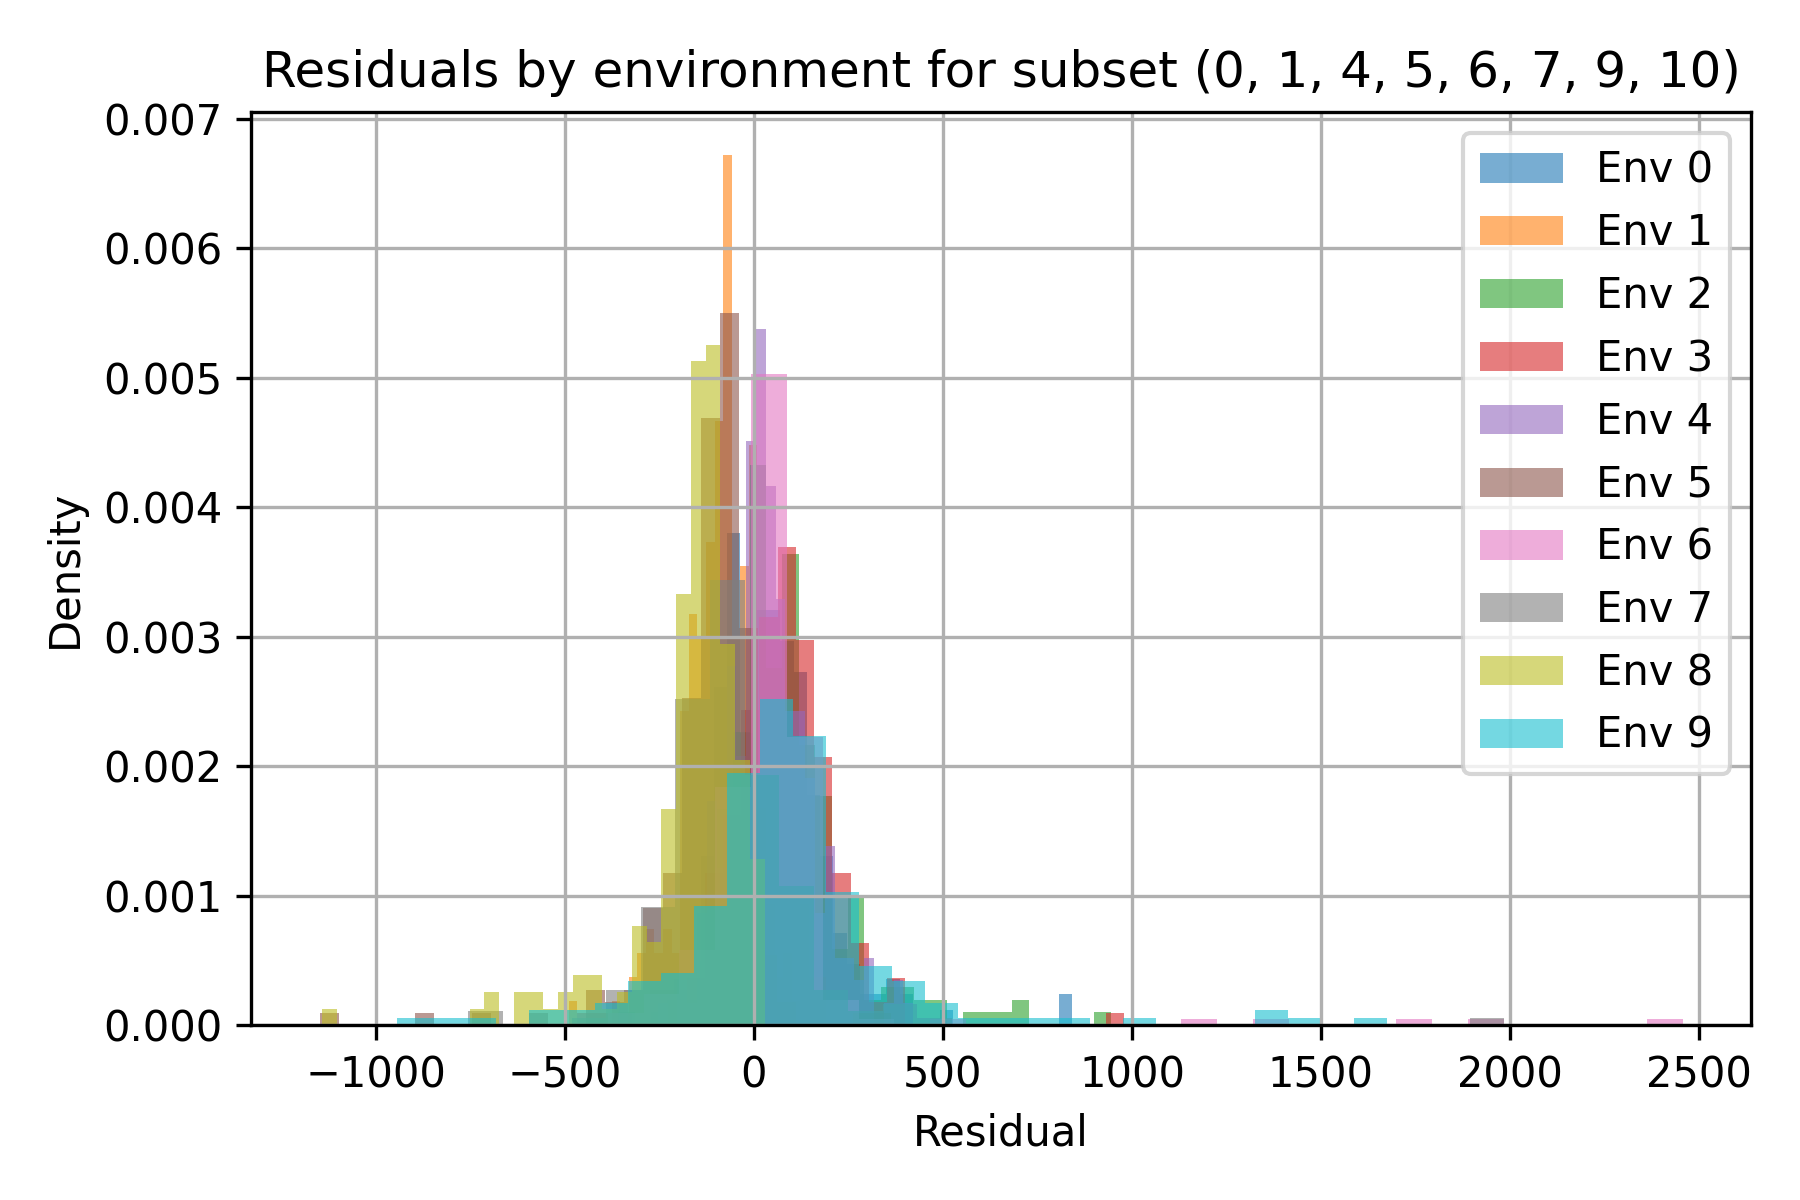 Residuals by environment for subset (0, 1, 4, 5, 6, 7, 9, 10)
0.007
0.006
0.005
0.004
0.003
0.002
0.001
0.000
Density
Env 0
Env 1
Env 2
Env 3
Env 4
Env 5
Env 6
Env 7
Env 8
Env 9
−1000 −500 0 500 1000 1500 2000 2500
Residual